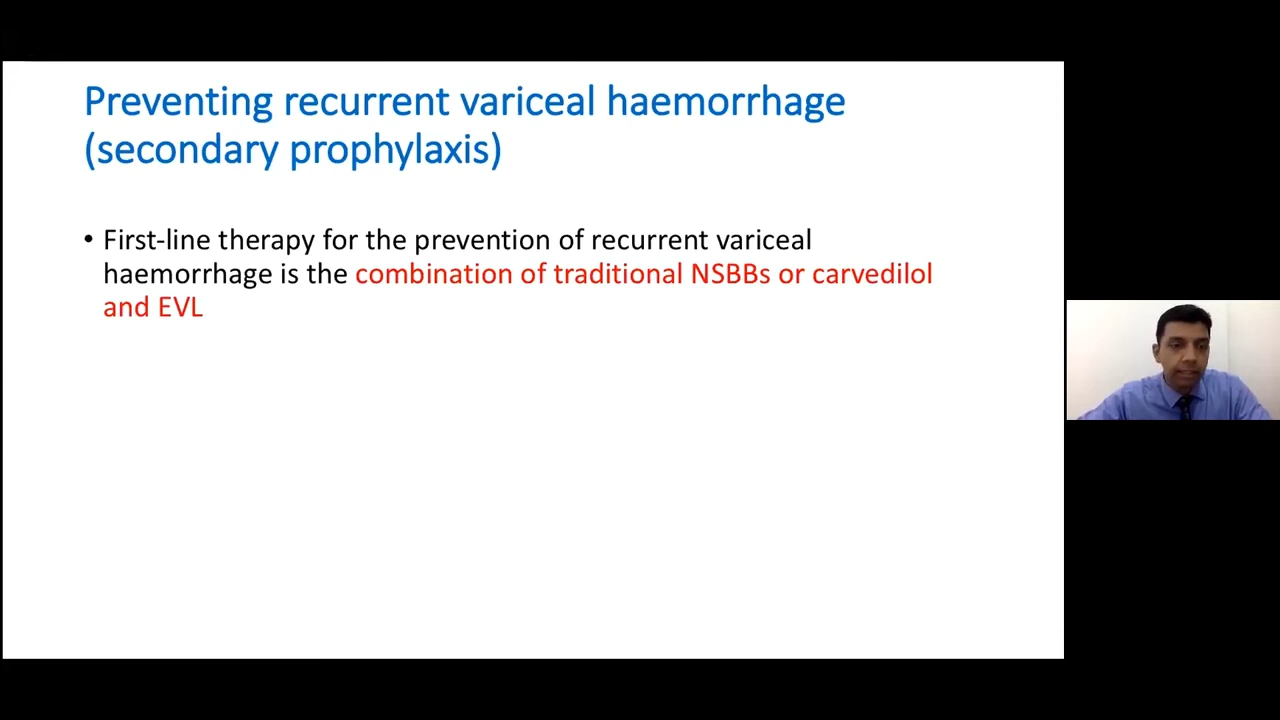 Preventing recurrent variceal haemorrhage
(secondary prophylaxis)
• First-line therapy for the prevention of recurrent variceal
haemorrhage is the combination of traditional NSBBs or carvedilol
and EVL